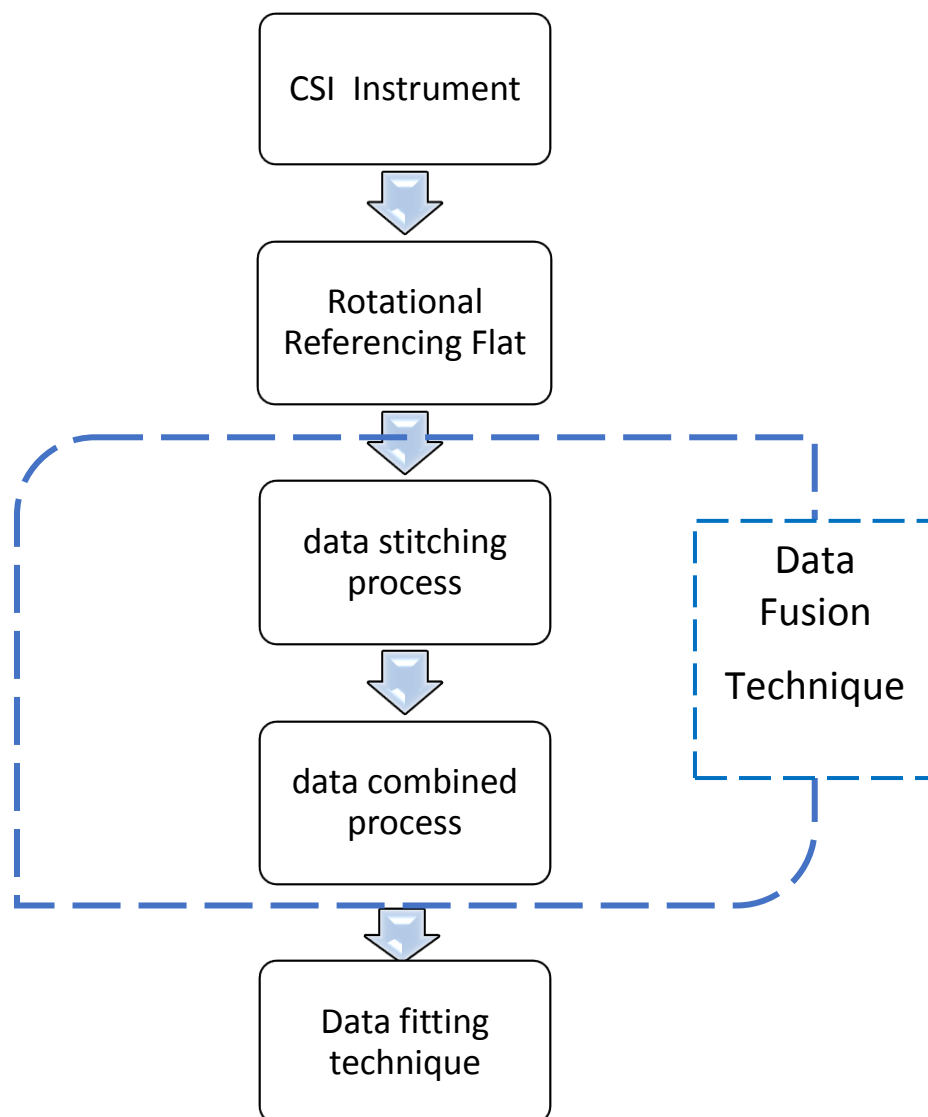 CSI  Instrument
Rotational
Referencing Flat
data stitching
process
Data
Fusion
Technique
data combined
process
Data fitting
technique